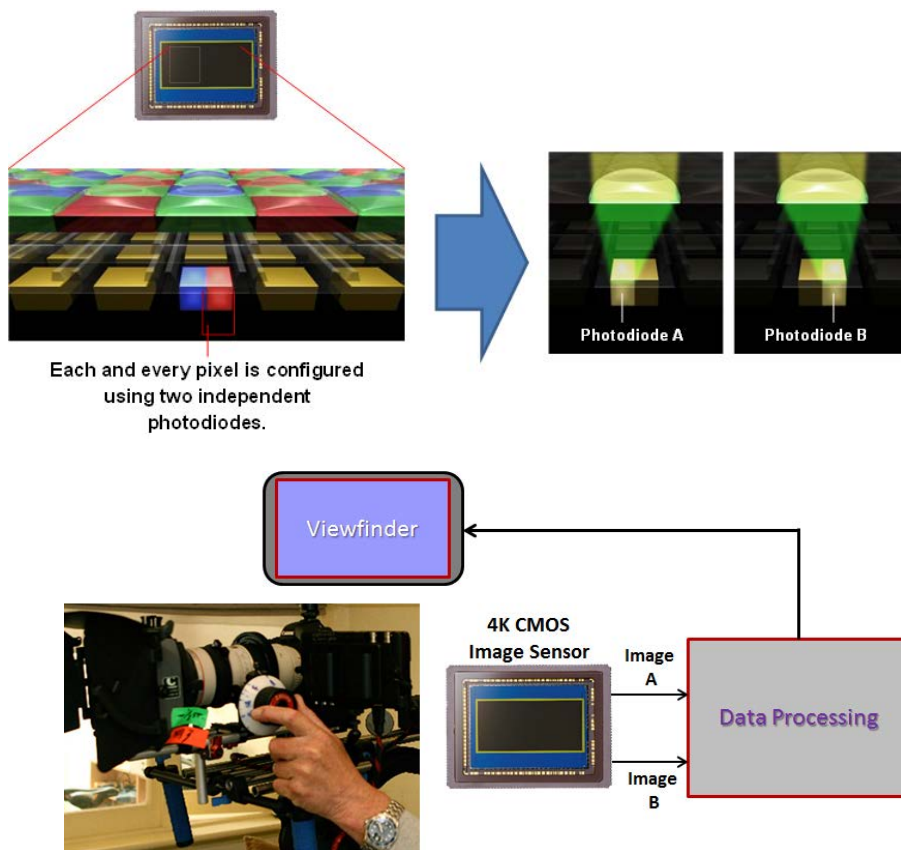 Each and every pixel is configured
using two independent
photodiodes.
Photodiode A
Photodiode B
Viewfinder
4K CMOS
Image Sensor
Image
A
Data Processing
Image
B